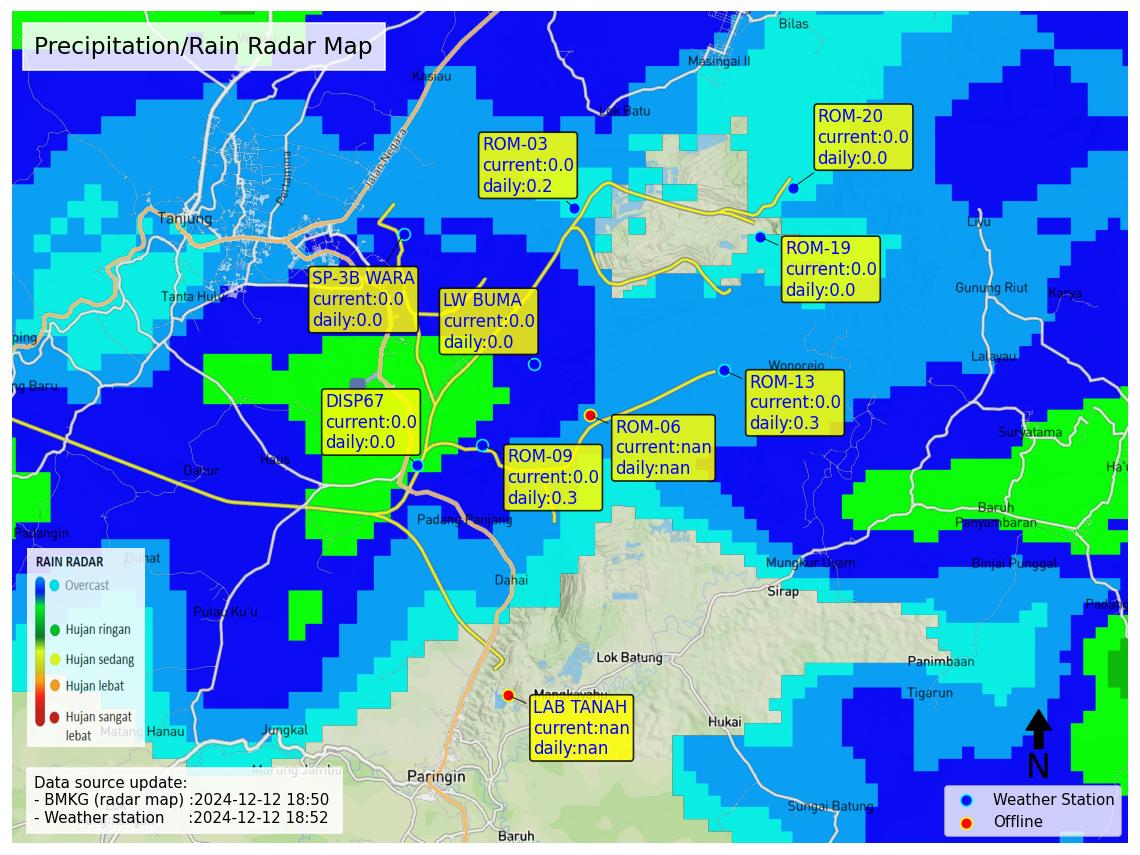 Precipitation/Rain Radar Map
Bilas
Masingai II
Kasiau
Lok Batu
Jalan Negara
Pertamina
Tanjung
Tanta Hulu
ROM-03
current:0.0
daily:0.2
ROM-20
current:0.0
daily:0.0
ROM-19
current:0.0
daily:0.0
SP-3B WARA
current:0.0
daily:0.0
LW BUMA
current:0.0
daily:0.0
Liyu
Gunung Riut
Karya
Lalayau
Wonorejo
ping
ng Baru
ROM-13
current:0.0
daily:0.3
DISP67
current:0.0
daily:0.0
ROM-06
current:nan
daily:nan
ROM-09
current:0.0
daily:0.3
Suryatama
Ha'u
Dahur
Haus
Baruh
Panyambaran
Padang Panjang
Padangin
Mungkur Uyam
Binjai Punggal
Dahai
Sirap
Padang
Pulau Ku'u
Lok Batung
Panimbaan
Tigarun
Mangkayahu
LAB TANAH
current:nan
daily:nan
Hukai
Matang Hanau
Jungkal
Murung Jambu
Paringin
Sungai Batung
Baruh
RAIN RADAR
Overcast
Hujan ringan
Hujan sedang
Hujan lebat
Hujan sangat
lebat
Data source update:
- BMKG (radar map) :2024-12-12 18:50
- Weather station :2024-12-12 18:52
N
Weather Station
Offline